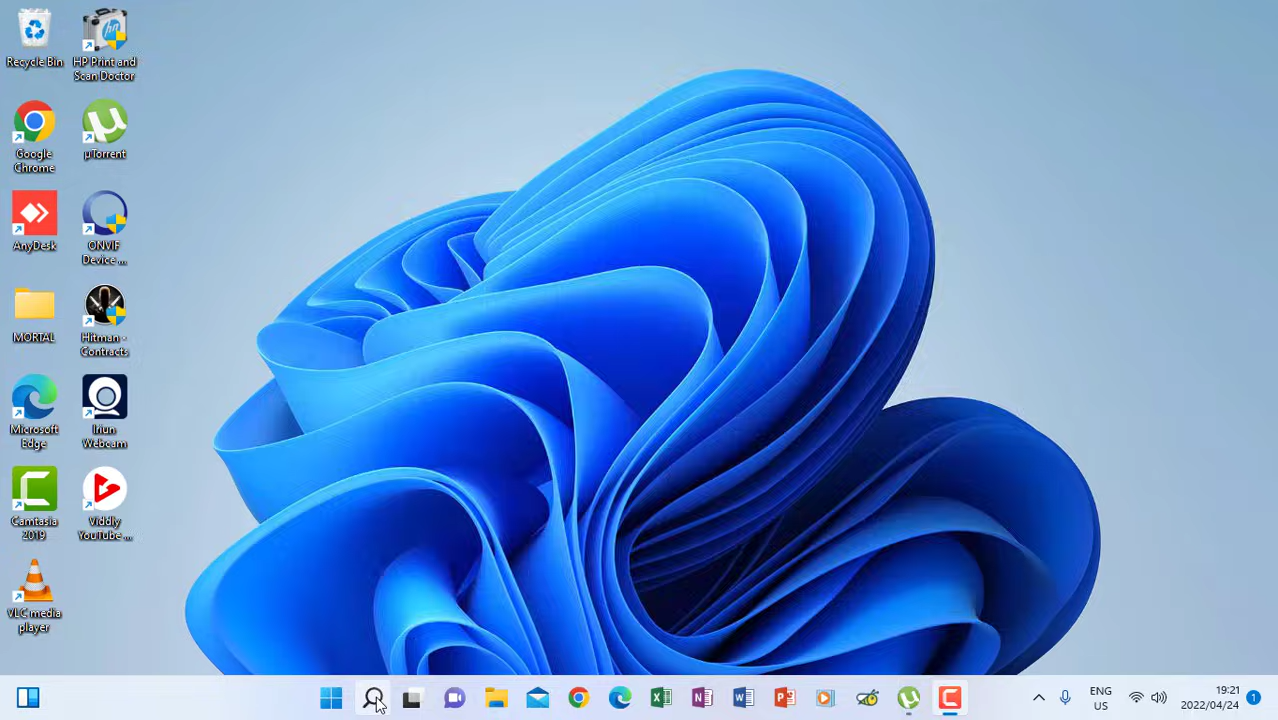 Recycle Bin
HP Print and
Scan Doctor
Google
Chrome
µTorrent
AnyDesk
ONVIF
Device ...
MORTAL
Hitman -
Contracts
Microsoft
Edge
Iriun
Webcam
Camtasia
2019
Viddly
YouTube ...
VLC media
player
ENG
US
19:21
2022/04/24
1